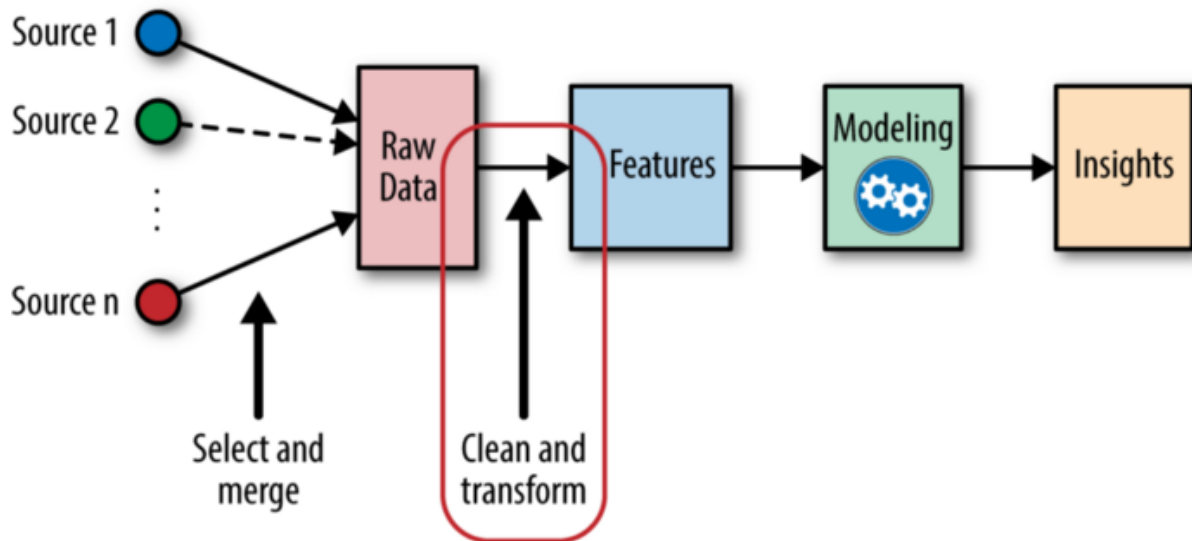 Source 1
Source 2
Source n
Select and
merge
Raw
Data
Clean and
transform
Features
Modeling
Insights